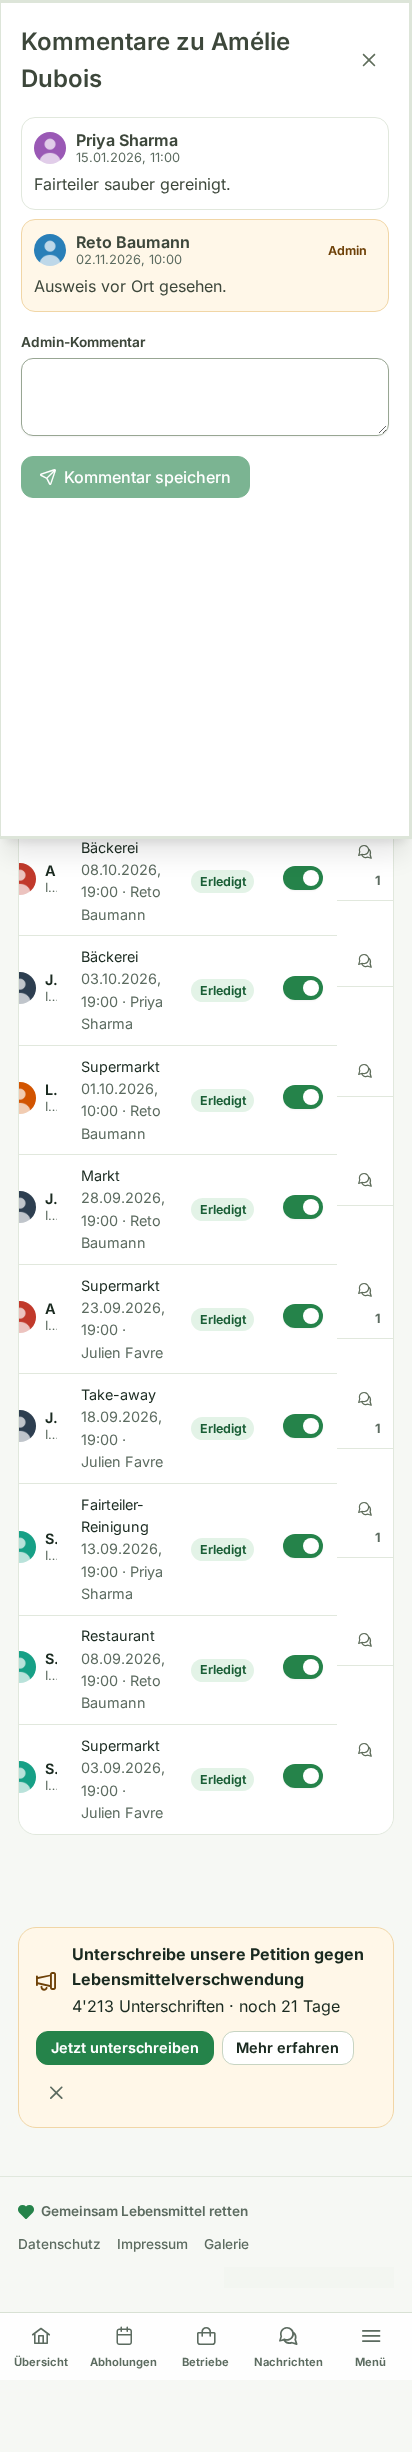 Kommentare zu Amélie
Dubois
Priya Sharma
15.01.2026, 11:00
Fairteiler sauber gereinigt.
Reto Baumann
02.11.2026, 10:00
Admin
Ausweis vor Ort gesehen.
Admin-Kommentar
Kommentar speichern
Bäckerei
08.10.2026,
A
I...
19:00 · Reto
Baumann
Erledigt
1
Bäckerei
03.10.2026,
J.
I...
19:00 · Priya
Sharma
Erledigt
Supermarkt
01.10.2026,
L.
I...
10:00 · Reto
Baumann
Erledigt
Markt
28.09.2026,
J.
I...
19:00 · Reto
Baumann
Erledigt
Supermarkt
23.09.2026,
A
I...
19:00 ·
Julien Favre
Erledigt
1
Take-away
18.09.2026,
J.
I...
19:00 ·
Julien Favre
Erledigt
1
Fairteiler-
Reinigung
13.09.2026,
S.
I...
19:00 · Priya
Sharma
Erledigt
1
Restaurant
08.09.2026,
S.
I...
19:00 · Reto
Baumann
Erledigt
Supermarkt
03.09.2026,
S.
I...
19:00 ·
Julien Favre
Erledigt
Unterschreibe unsere Petition gegen
Lebensmittelverschwendung
4'213 Unterschriften · noch 21 Tage
Jetzt unterschreiben
Mehr erfahren
Gemeinsam Lebensmittel retten
Datenschutz Impressum Galerie
Übersicht Abholungen Betriebe Nachrichten Menü